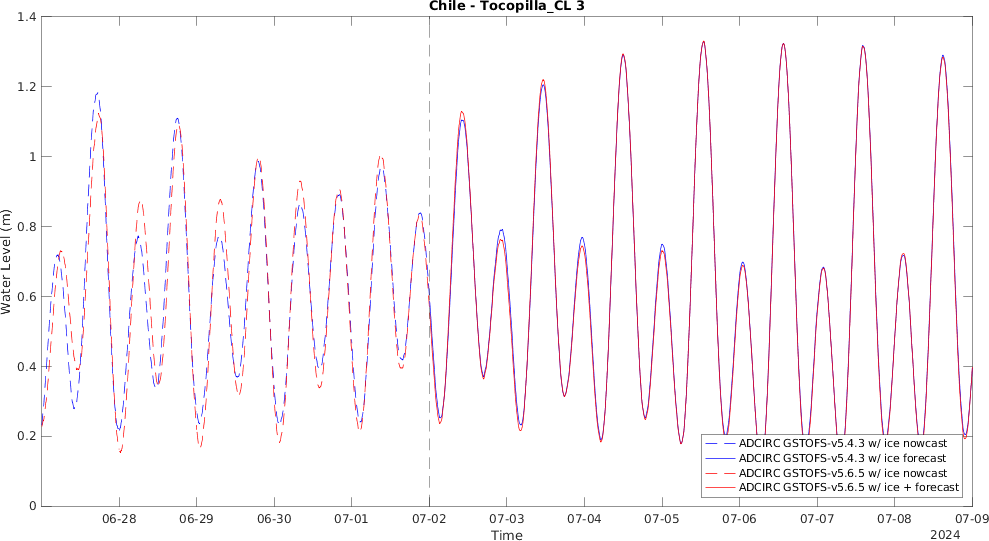 Chile - Tocopilla_CL 3
1.4
1.2
1
0.8
0.6
0.4
0.2
0
Water Level (m)
ADCIRC GSTOFS-v5.4.3 w/ ice nowcast
ADCIRC GSTOFS-v5.4.3 w/ ice forecast
ADCIRC GSTOFS-v5.6.5 w/ ice nowcast
ADCIRC GSTOFS-v5.6.5 w/ ice + forecast
06-28 06-29 06-30 07-01 07-02 07-03 07-04 07-05 07-06 07-07 07-08 07-09
Time
2024